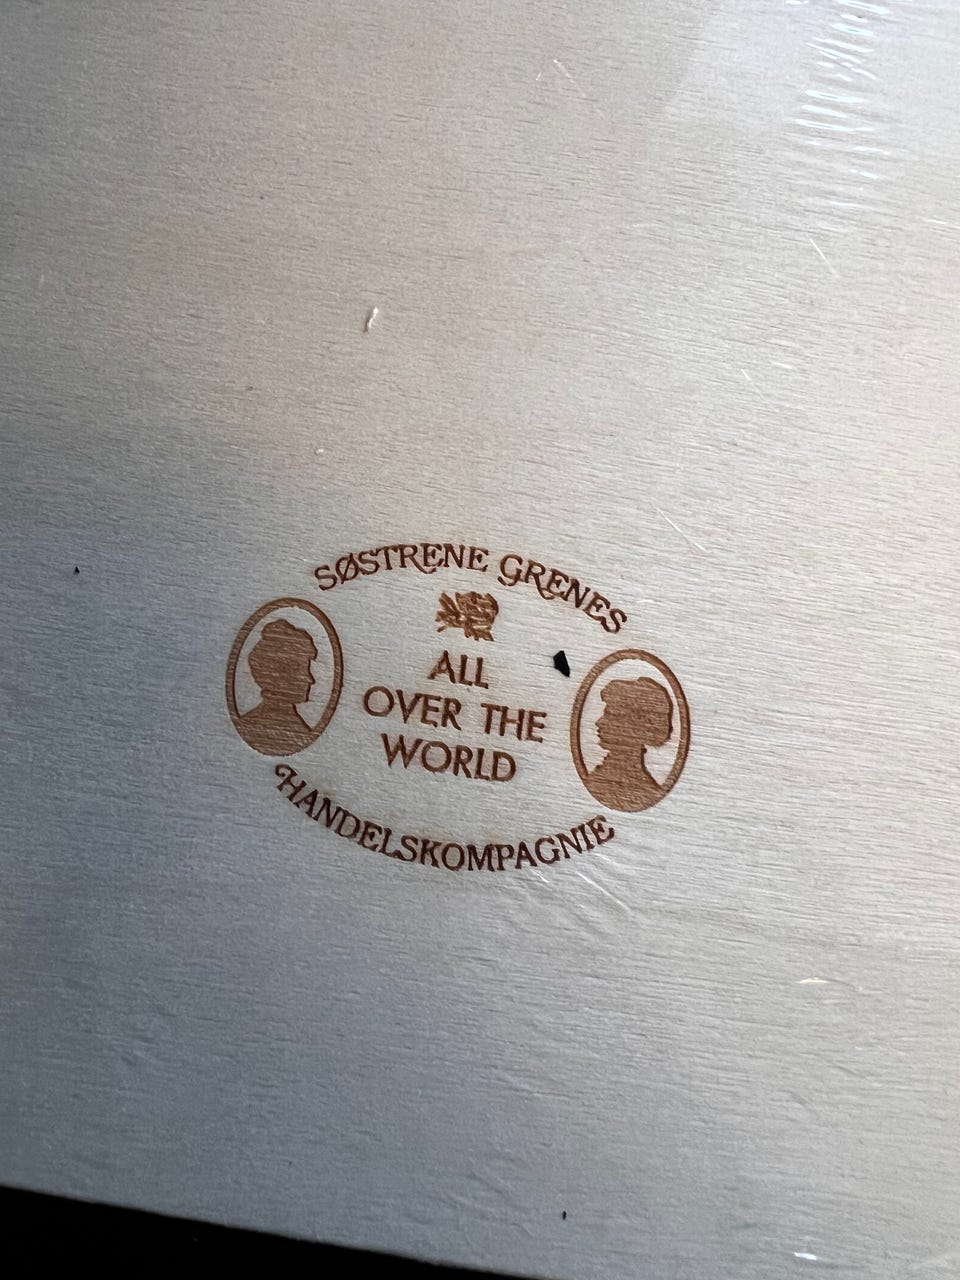 SØSTRENE GRENES
ALL
OVER THE
WORLD
HANDELSKOMPAGNIE